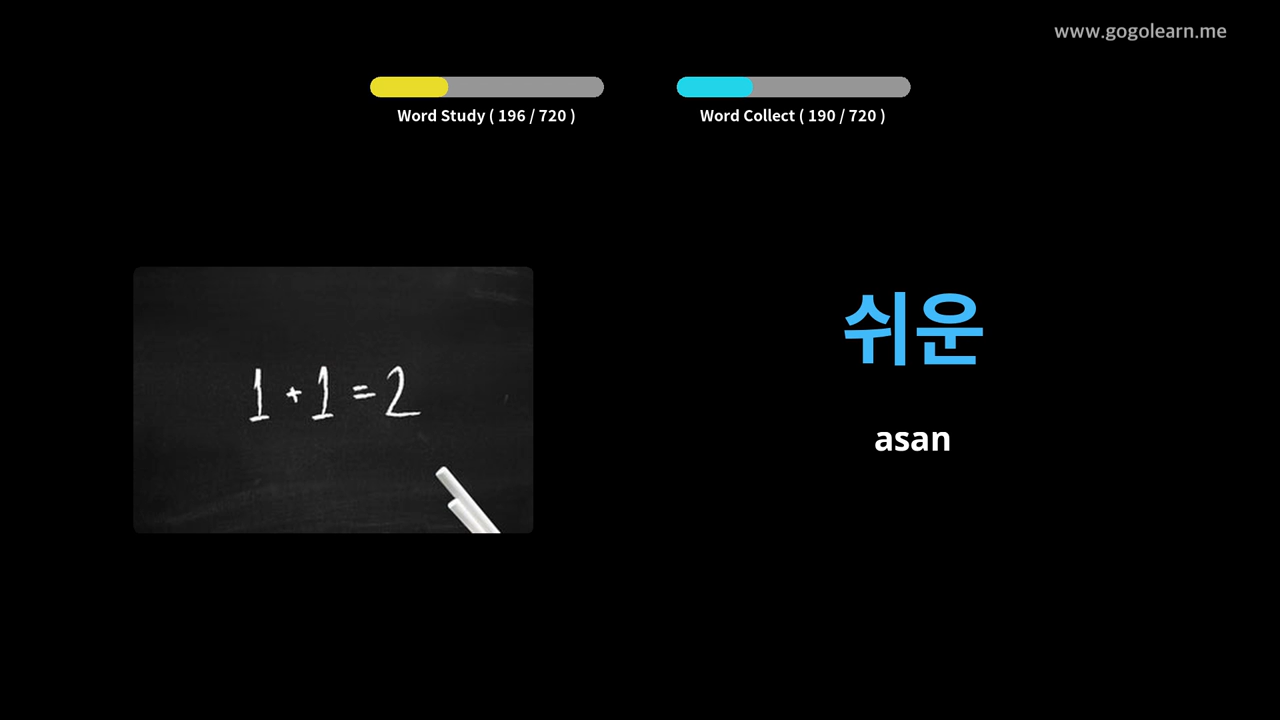 www.gogolearn.me
Word Study ( 196 / 720 )
Word Collect ( 190 / 720 )
1 + 1 = 2
쉬운
asan